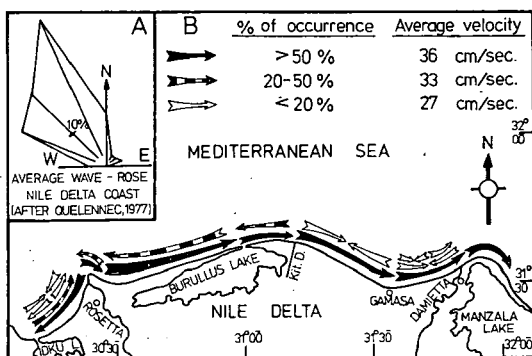 A
N
10%
W E
AVERAGE WAVE - ROSE
NILE DELTA COAST
(AFTER QUELENNEC, 1977)
B % of occurrence Average velocity
>50 % 36 cm/sec.
20-50 % 33 cm/sec.
≤ 20 % 27 cm/sec.
32°
00
N
MEDITERRANEAN SEA
31°
30
BURULLUS LAKE
Kit. D.
ROSETTA
GAMASA
DAMIETTA
NILE DELTA
MANZALA
LAKE
IDKU
30°30 31°00 31°30 32°00